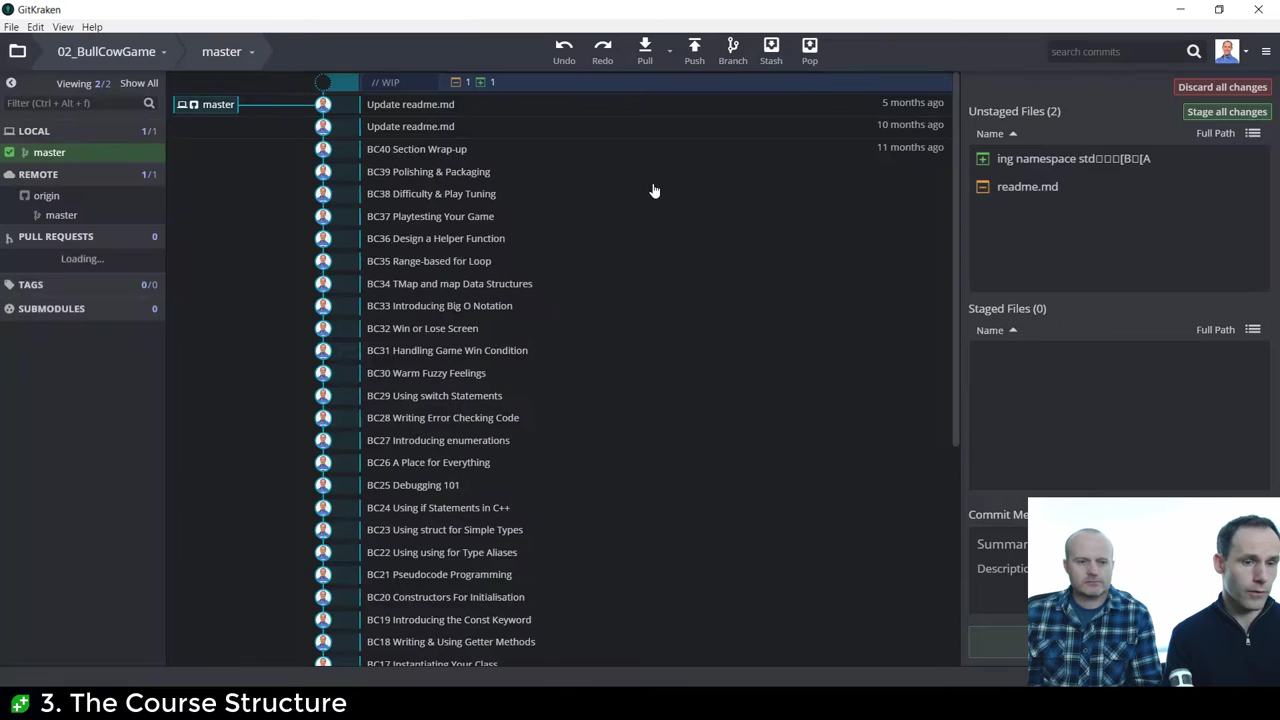 GitKraken
File Edit View Help
02_BullCowGame
master
Undo
Redo
Pull
Push
Branch
Stash
Pop
search commits
Viewing 2/2 Show All
Filter (Ctrl + Alt + f)
LOCAL 1/1
master
REMOTE 1/1
origin
master
PULL REQUESTS 0
Loading...
TAGS 0/0
SUBMODULES 0
// WIP 1 1
master
Update readme.md 5 months ago
Update readme.md 10 months ago
BC40 Section Wrap-up 11 months ago
BC39 Polishing & Packaging
BC38 Difficulty & Play Tuning
BC37 Playtesting Your Game
BC36 Design a Helper Function
BC35 Range-based for Loop
BC34 TMap and map Data Structures
BC33 Introducing Big O Notation
BC32 Win or Lose Screen
BC31 Handling Game Win Condition
BC30 Warm Fuzzy Feelings
BC29 Using switch Statements
BC28 Writing Error Checking Code
BC27 Introducing enumerations
BC26 A Place for Everything
BC25 Debugging 101
BC24 Using if Statements in C++
BC23 Using struct for Simple Types
BC22 Using using for Type Aliases
BC21 Pseudocode Programming
BC20 Constructors For Initialisation
BC19 Introducing the Const Keyword
BC18 Writing & Using Getter Methods
BC17 Instantiating Your Class
Discard all changes
Unstaged Files (2)
Stage all changes
Name Full Path
ing namespace std□□□[B□[A
readme.md
Staged Files (0)
Name Full Path
Commit Me
Summar
Descriptio
3. The Course Structure